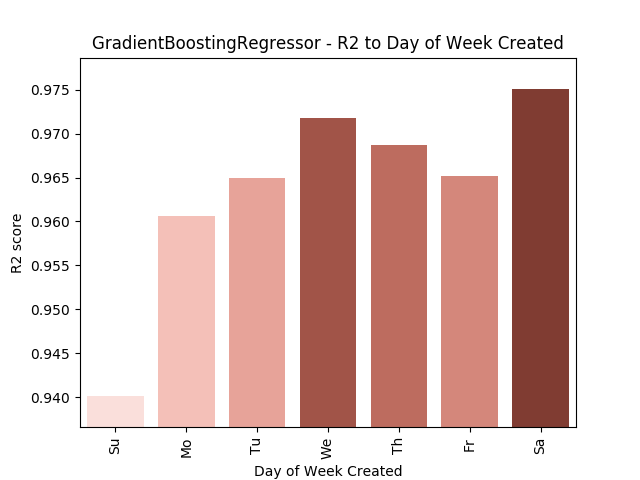 GradientBoostingRegressor - R2 to Day of Week Created
0.975
0.970
0.965
0.960
0.955
0.950
0.945
0.940
R2 score
Su
Mo
Tu
We
Th
Fr
Sa
Day of Week Created